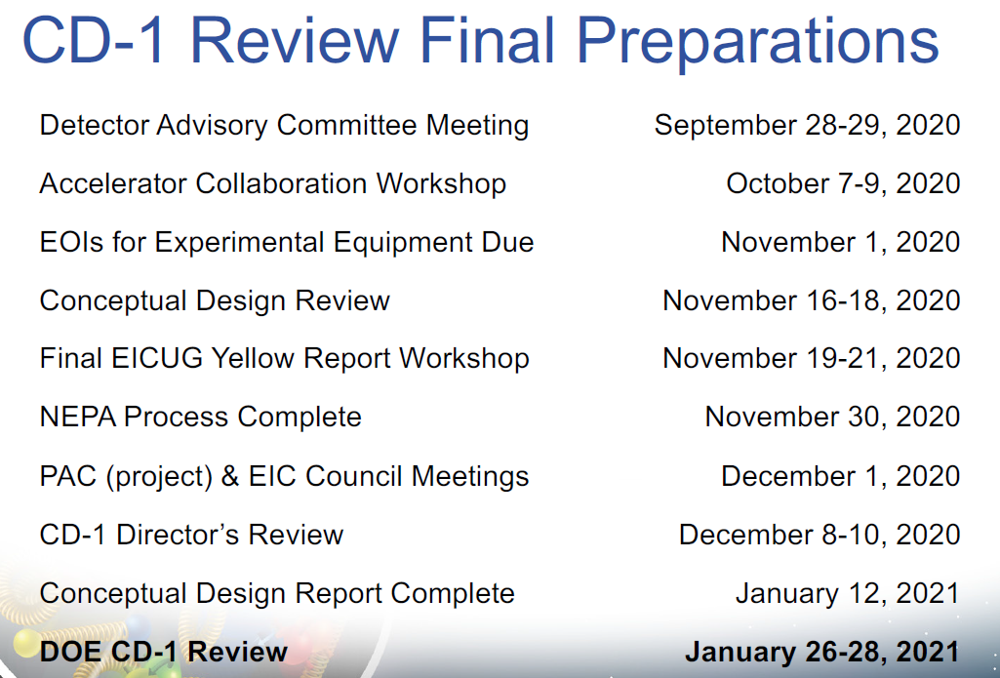 CD-1 Review Final Preparations
Detector Advisory Committee Meeting September 28-29, 2020
Accelerator Collaboration Workshop October 7-9, 2020
EOIs for Experimental Equipment Due November 1, 2020
Conceptual Design Review November 16-18, 2020
Final EICUG Yellow Report Workshop November 19-21, 2020
NEPA Process Complete November 30, 2020
PAC (project) & EIC Council Meetings December 1, 2020
CD-1 Director’s Review December 8-10, 2020
Conceptual Design Report Complete January 12, 2021
DOE CD-1 Review January 26-28, 2021